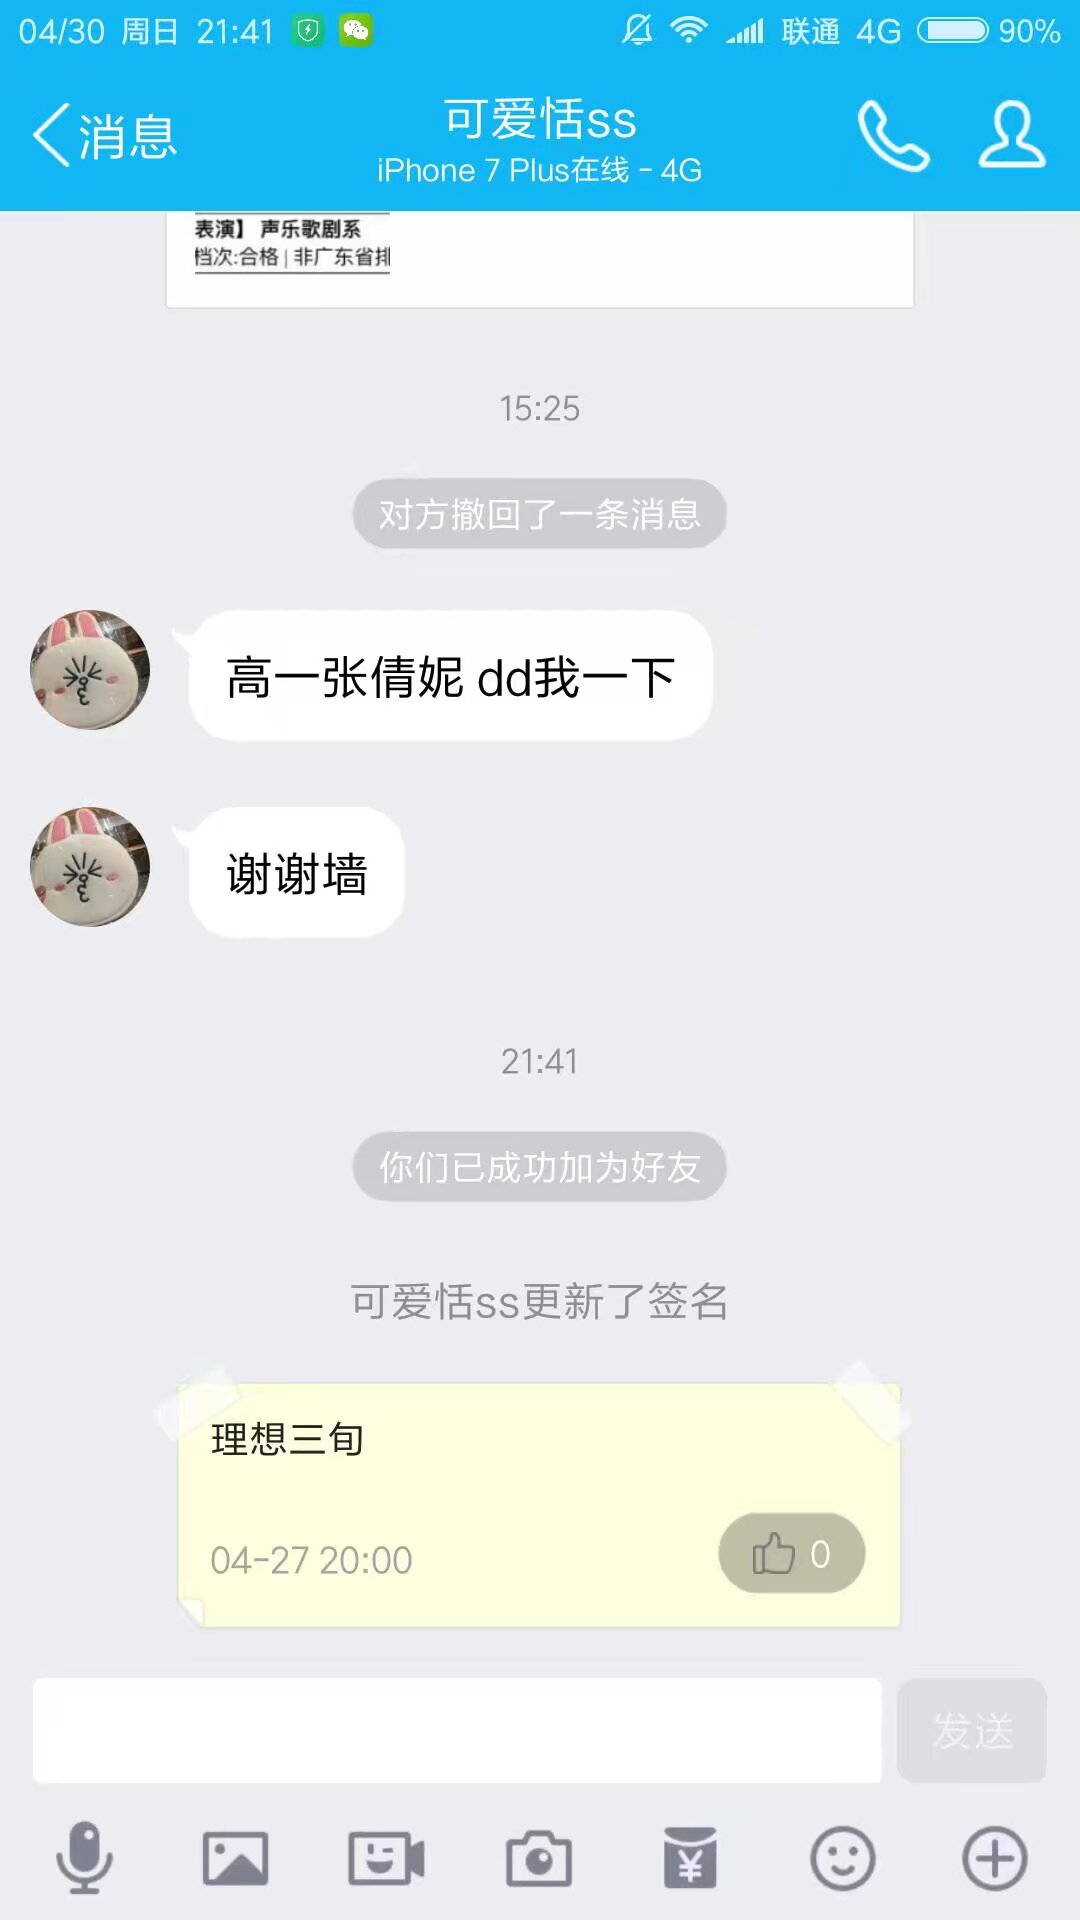 04/30 周日 21:41
联通 4G 90%
消息
可爱恬ss
iPhone 7 Plus在线 - 4G
表演】 声乐歌剧系
档次:合格 | 非广东省排
15:25
对方撤回了一条消息
高一张倩妮 dd我一下
谢谢墙
21:41
你们已成功加为好友
可爱恬ss更新了签名
理想三旬
04-27 20:00
0
发送